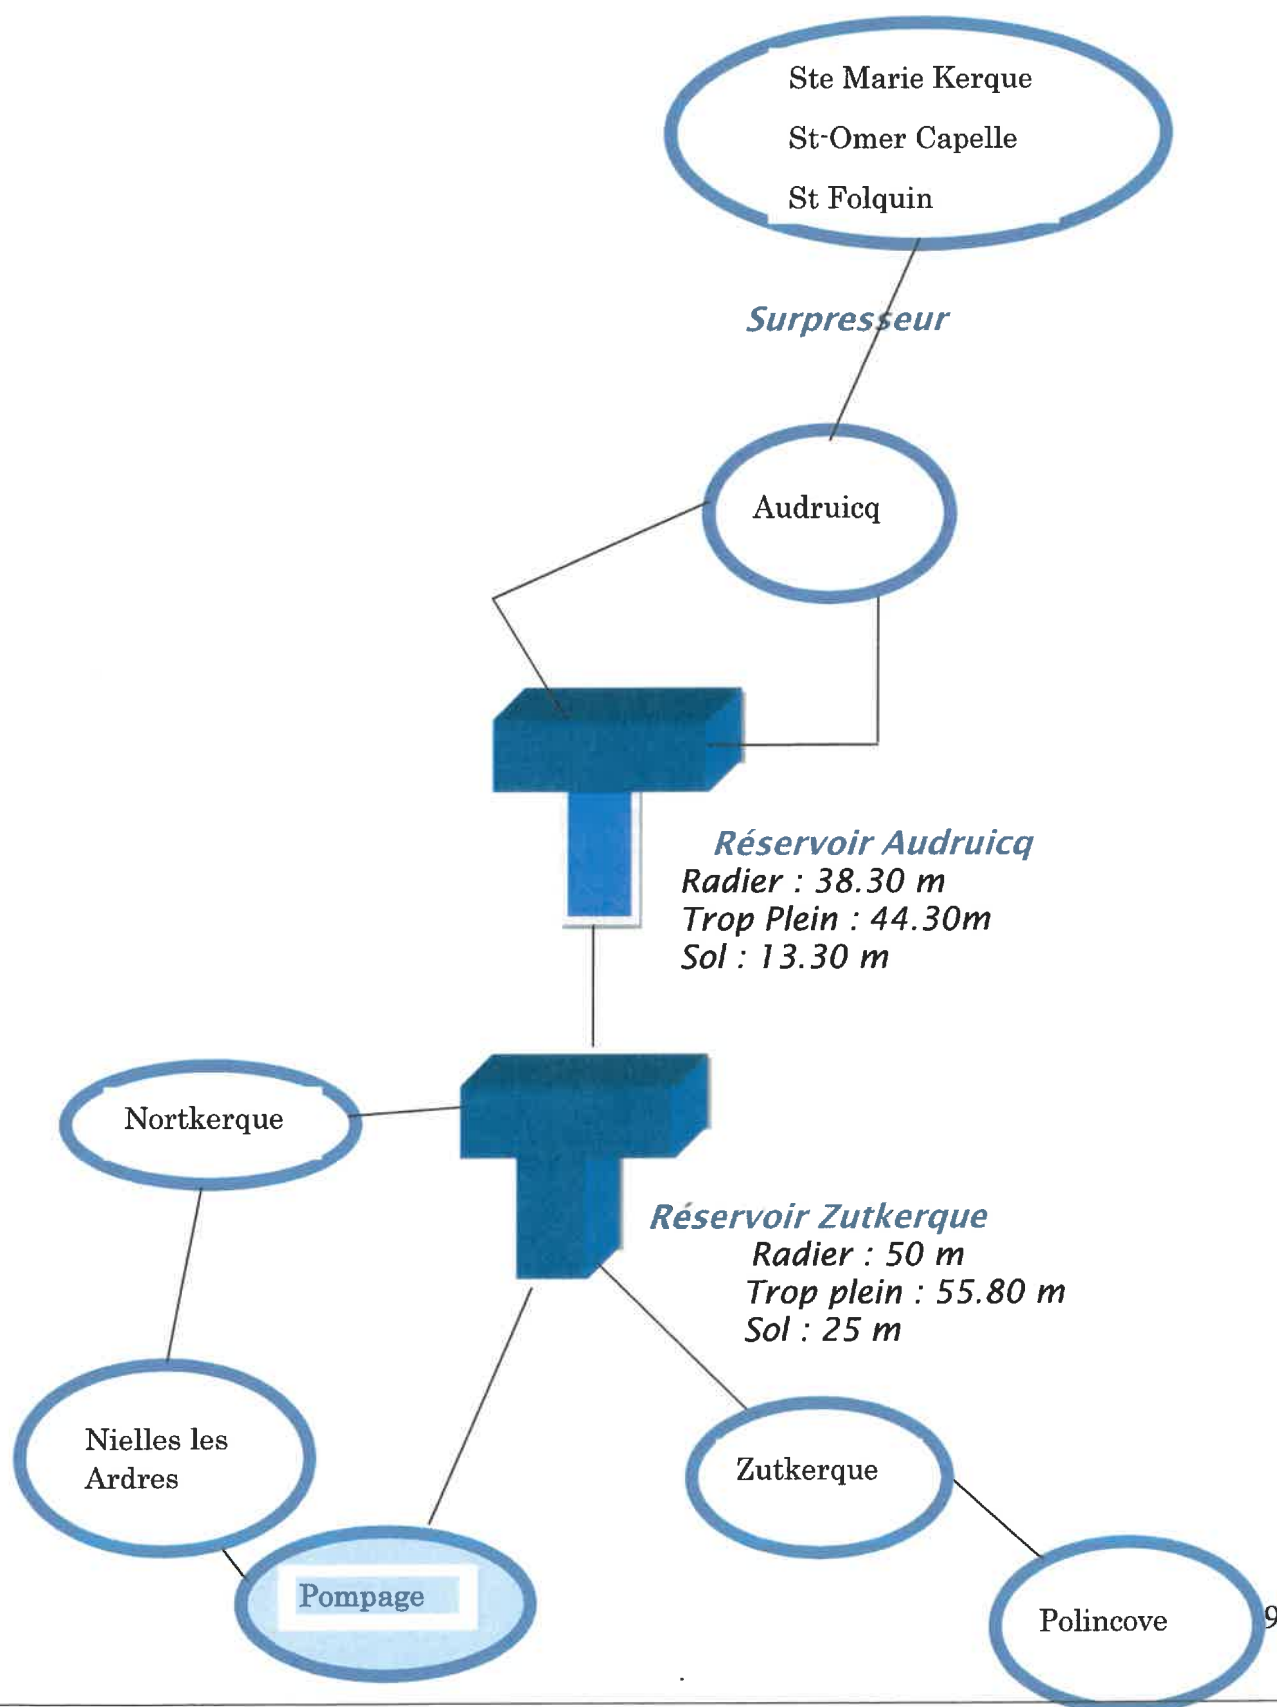 Ste Marie Kerque
St-Omer Capelle
St Folquin
Surpresseur
Audruicq
Réservoir Audruicq
Radier : 38.30 m
Trop Plein : 44.30m
Sol : 13.30 m
Nortkerque
Réservoir Zutkerque
Radier : 50 m
Trop plein : 55.80 m
Sol : 25 m
Nielles les
Ardres
Zutkerque
Pompage
Polincove
9